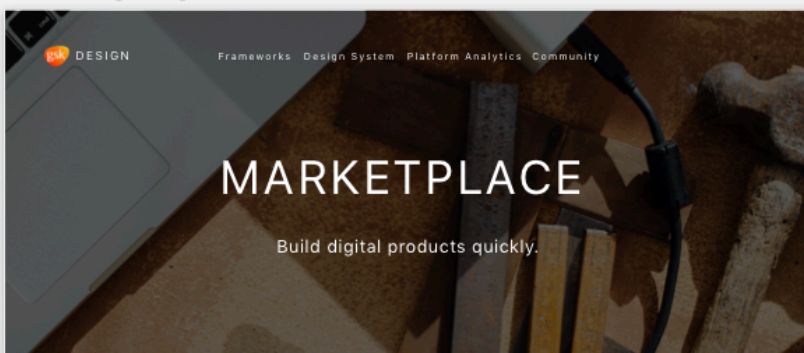 gsk DESIGN
Frameworks Design System Platform Analytics Community
MARKETPLACE
Build digital products quickly.